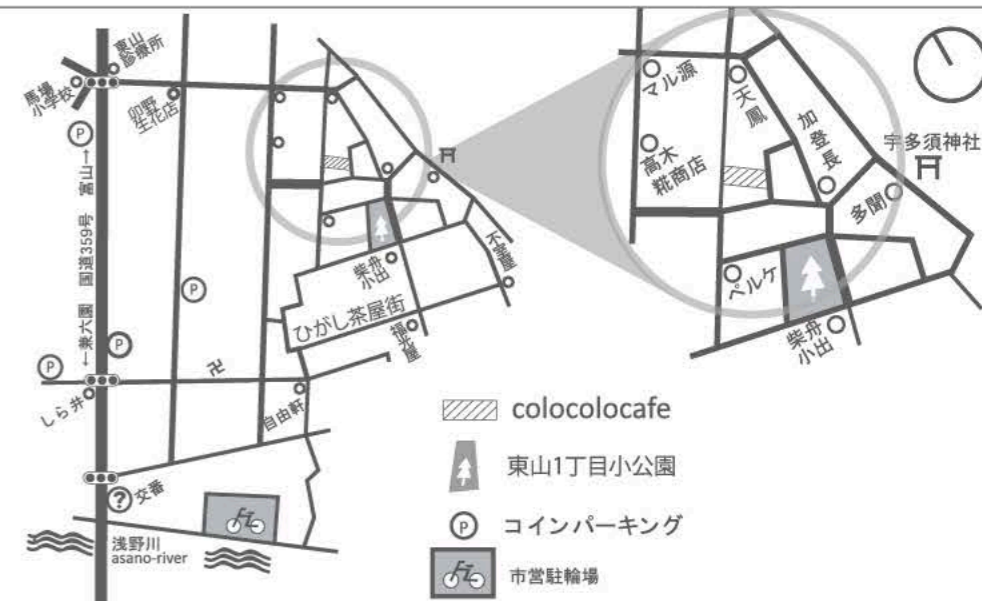 東山
診療所
馬場
小学校
卯野
生花店
P
← 兼六園 国道359号 富山 →
P
P
P
しら井
卍
自由軒
柴舟
小出
ひがし茶屋街
福光屋
不室屋
? 交番
浅野川
asano-river
マル源
天鳳
加登長
高木
糀商店
宇多須神社
多聞
ペルケ
柴舟
小出
colocolocafe
東山1丁目小公園
P コインパーキング
市営駐輪場